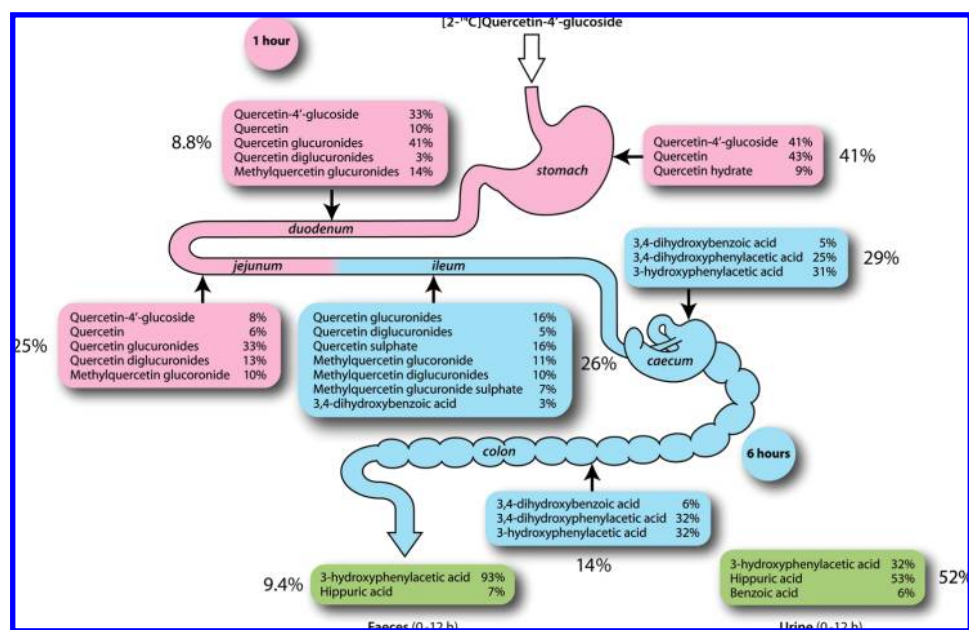 [2-¹⁴C]Quercetin-4′-glucoside
1 hour
Quercetin-4′-glucoside 33%
Quercetin 10%
Quercetin glucuronides 41%
Quercetin diglucuronides 3%
Methylquercetin glucuronides 14%
8.8%
stomach
Quercetin-4′-glucoside 41%
Quercetin 43%
Quercetin hydrate 9%
41%
duodenum
jejunum
ileum
3,4-dihydroxybenzoic acid 5%
3,4-dihydroxyphenylacetic acid 25%
3-hydroxyphenylacetic acid 31%
29%
25%
Quercetin-4′-glucoside 8%
Quercetin 6%
Quercetin glucuronides 33%
Quercetin diglucuronides 13%
Methylquercetin glucoronide 10%
Quercetin glucuronides 16%
Quercetin diglucuronides 5%
Quercetin sulphate 16%
Methylquercetin glucoronide 11%
Methylquercetin diglucuronides 10%
Methylquercetin glucuronide sulphate 7%
3,4-dihydroxybenzoic acid 3%
26%
caecum
colon
6 hours
3,4-dihydroxybenzoic acid 6%
3,4-dihydroxyphenylacetic acid 32%
3-hydroxyphenylacetic acid 32%
14%
9.4%
3-hydroxyphenylacetic acid 93%
Hippuric acid 7%
3-hydroxyphenylacetic acid 32%
Hippuric acid 53%
Benzoic acid 6%
52%
Faeces (0-12 h)
Urine (0-12 h)